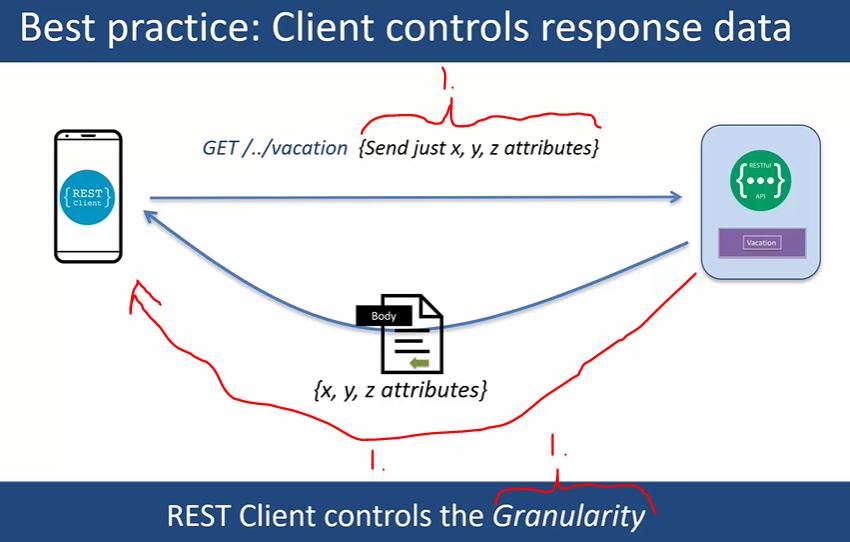 Best practice: Client controls response data
1.
GET /../vacation {Send just x, y, z attributes}
{REST
Client}
RESTful
{•••}
API
Vacation
Body
{x, y, z attributes}
1.
1.
REST Client controls the Granularity